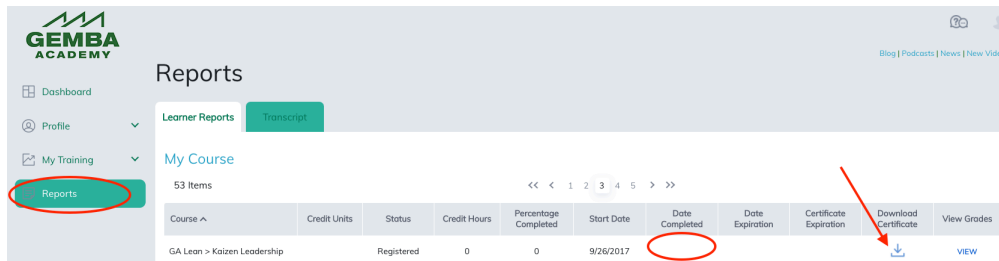 GEMBA
ACADEMY
Blog | Podcasts | News | New Vide
Reports
Dashboard
Profile
My Training
Reports
Learner Reports
Transcript
My Course
53 Items
<< < 1 2 3 4 5 > >>
Course Credit Units Status Credit Hours Percentage Completed Start Date Date Completed Date Expiration Certificate Expiration Download Certificate View Grades
GA Lean > Kaizen Leadership Registered 0 0 9/26/2017 VIEW